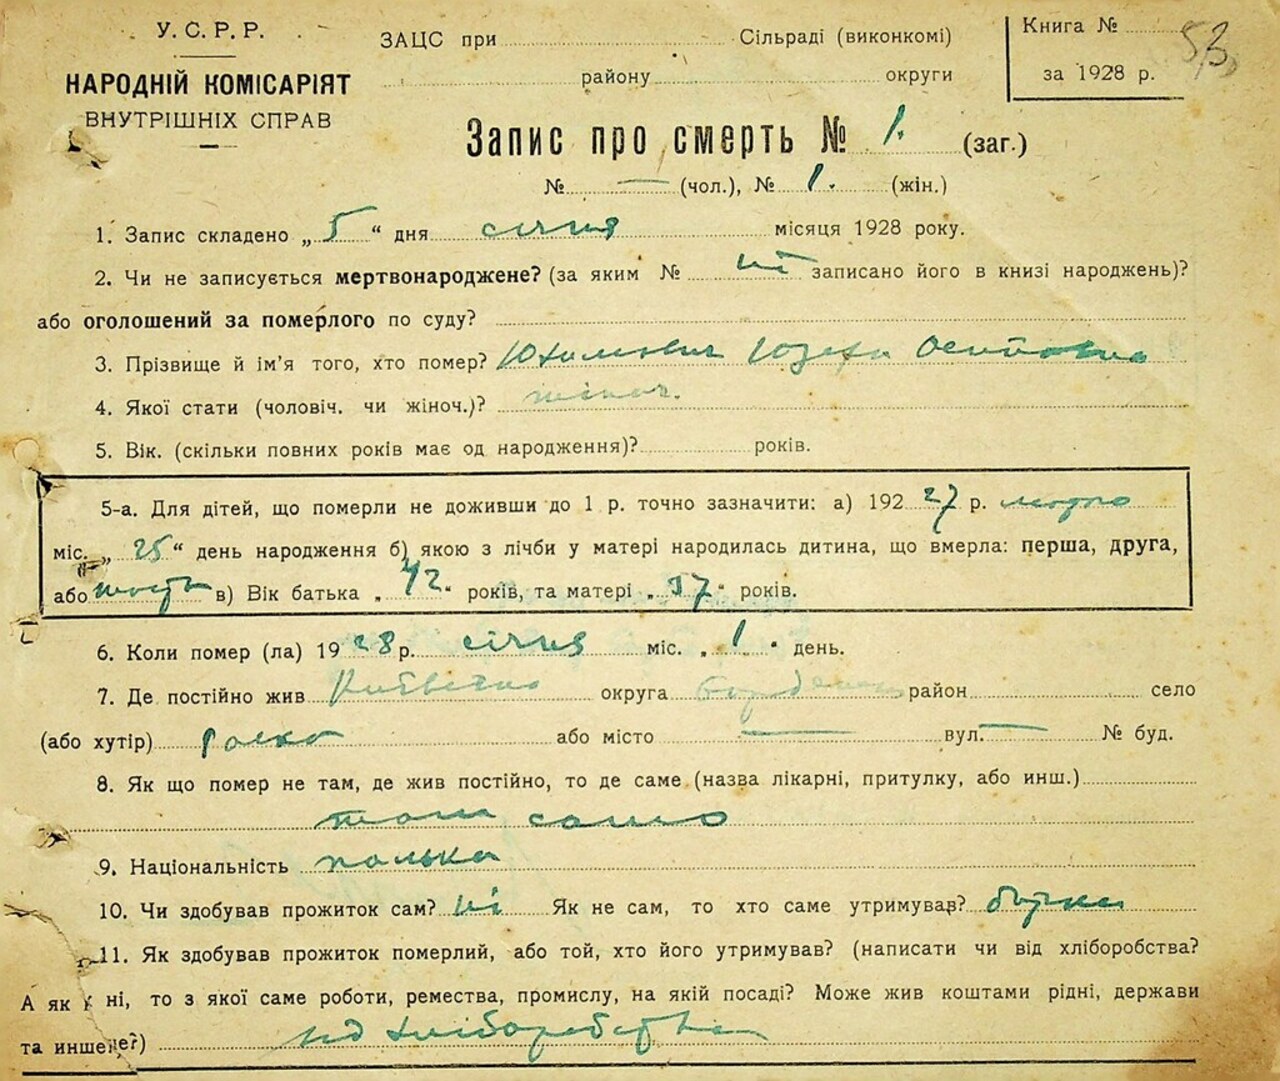 У. С. Р. Р.
НАРОДНІЙ КОМІСАРІЯТ
ВНУТРІШНІХ СПРАВ
ЗАЦС при Сільраді (виконкомі)
району округи
Книга №
53
за 1928 р.
Запис про смерть № 1. (заг.)
№ — (чол.), № 1. (жін.)
1. Запис складено „5“ дня січня місяця 1928 року.
2. Чи не записується мертвонароджене? (за яким № ні записано його в книзі народжень)?
або оголошений за померлого по суду?
3. Прізвище й ім'я того, хто помер? Юхимович Юзефа Осиповна
4. Якої стати (чоловіч. чи жіноч.)? жіноч.
5. Вік. (скільки повних років має од народження)? років.
5-а. Для дітей, що померли не доживши до 1 р. точно зазначити: а) 192 27 р. лютго
міс. „25“ день народження б) якою з лічби у матері народилась дитина, що вмерла: перша, друга,
або в) Вік батька „42“ років, та матері „37“ років.
6. Коли помер (ла) 19 28 р. січня міс. „1“ день.
7. Де постійно жив округа район село
(або хутір) або місто — вул. — № буд.
8. Як що помер не там, де жив постійно, то де саме (назва лікарні, притулку, або инш.)
там само
9. Національність полька
10. Чи здобував прожиток сам? ні Як не сам, то хто саме утримував? батька
11. Як здобував прожиток померлий, або той, хто його утримував? (написати чи від хліборобства?
А як ні, то з якої саме роботи, ремества, промислу, на якій посаді? Може жив коштами рідні, держави
та инше?)
від хліборобства